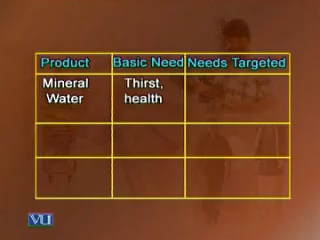 Product Basic Need Needs Targeted
Mineral Thirst,
Water health
VU